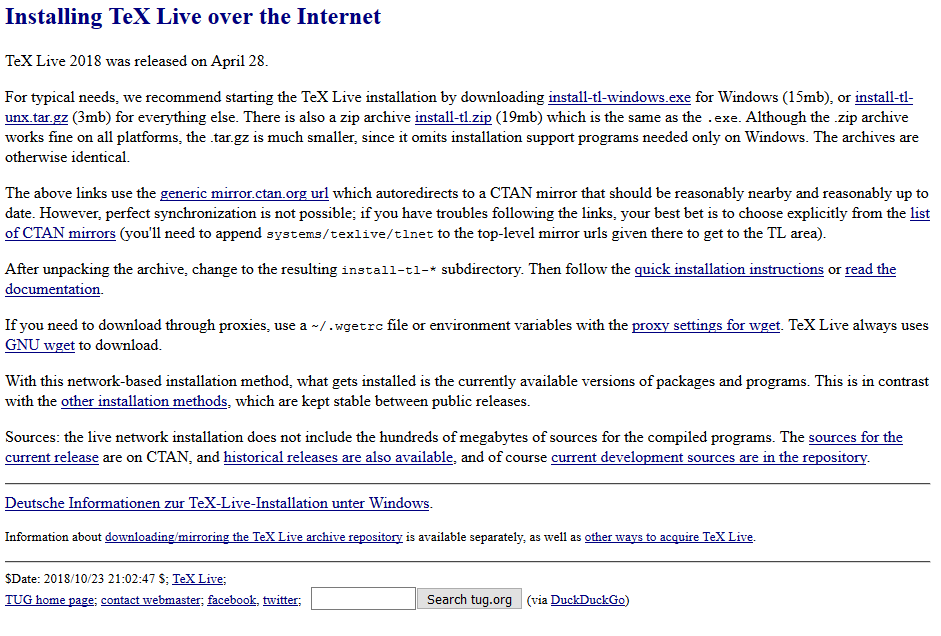 Installing TeX Live over the Internet
TeX Live 2018 was released on April 28.
For typical needs, we recommend starting the TeX Live installation by downloading install-tl-windows.exe for Windows (15mb), or install-tl-
unx.tar.gz (3mb) for everything else. There is also a zip archive install-tl.zip (19mb) which is the same as the .exe. Although the .zip archive
works fine on all platforms, the .tar.gz is much smaller, since it omits installation support programs needed only on Windows. The archives are
otherwise identical.
The above links use the generic mirror.ctan.org url which autoredirects to a CTAN mirror that should be reasonably nearby and reasonably up to
date. However, perfect synchronization is not possible; if you have troubles following the links, your best bet is to choose explicitly from the list
of CTAN mirrors (you'll need to append systems/texlive/tlnet to the top-level mirror urls given there to get to the TL area).
After unpacking the archive, change to the resulting install-tl-* subdirectory. Then follow the quick installation instructions or read the
documentation.
If you need to download through proxies, use a ~/.wgetrc file or environment variables with the proxy settings for wget. TeX Live always uses
GNU wget to download.
With this network-based installation method, what gets installed is the currently available versions of packages and programs. This is in contrast
with the other installation methods, which are kept stable between public releases.
Sources: the live network installation does not include the hundreds of megabytes of sources for the compiled programs. The sources for the
current release are on CTAN, and historical releases are also available, and of course current development sources are in the repository.
Deutsche Informationen zur TeX-Live-Installation unter Windows.
Information about downloading/mirroring the TeX Live archive repository is available separately, as well as other ways to acquire TeX Live.
$Date: 2018/10/23 21:02:47 $; TeX Live;
TUG home page; contact webmaster; facebook, twitter; Search tug.org (via DuckDuckGo)